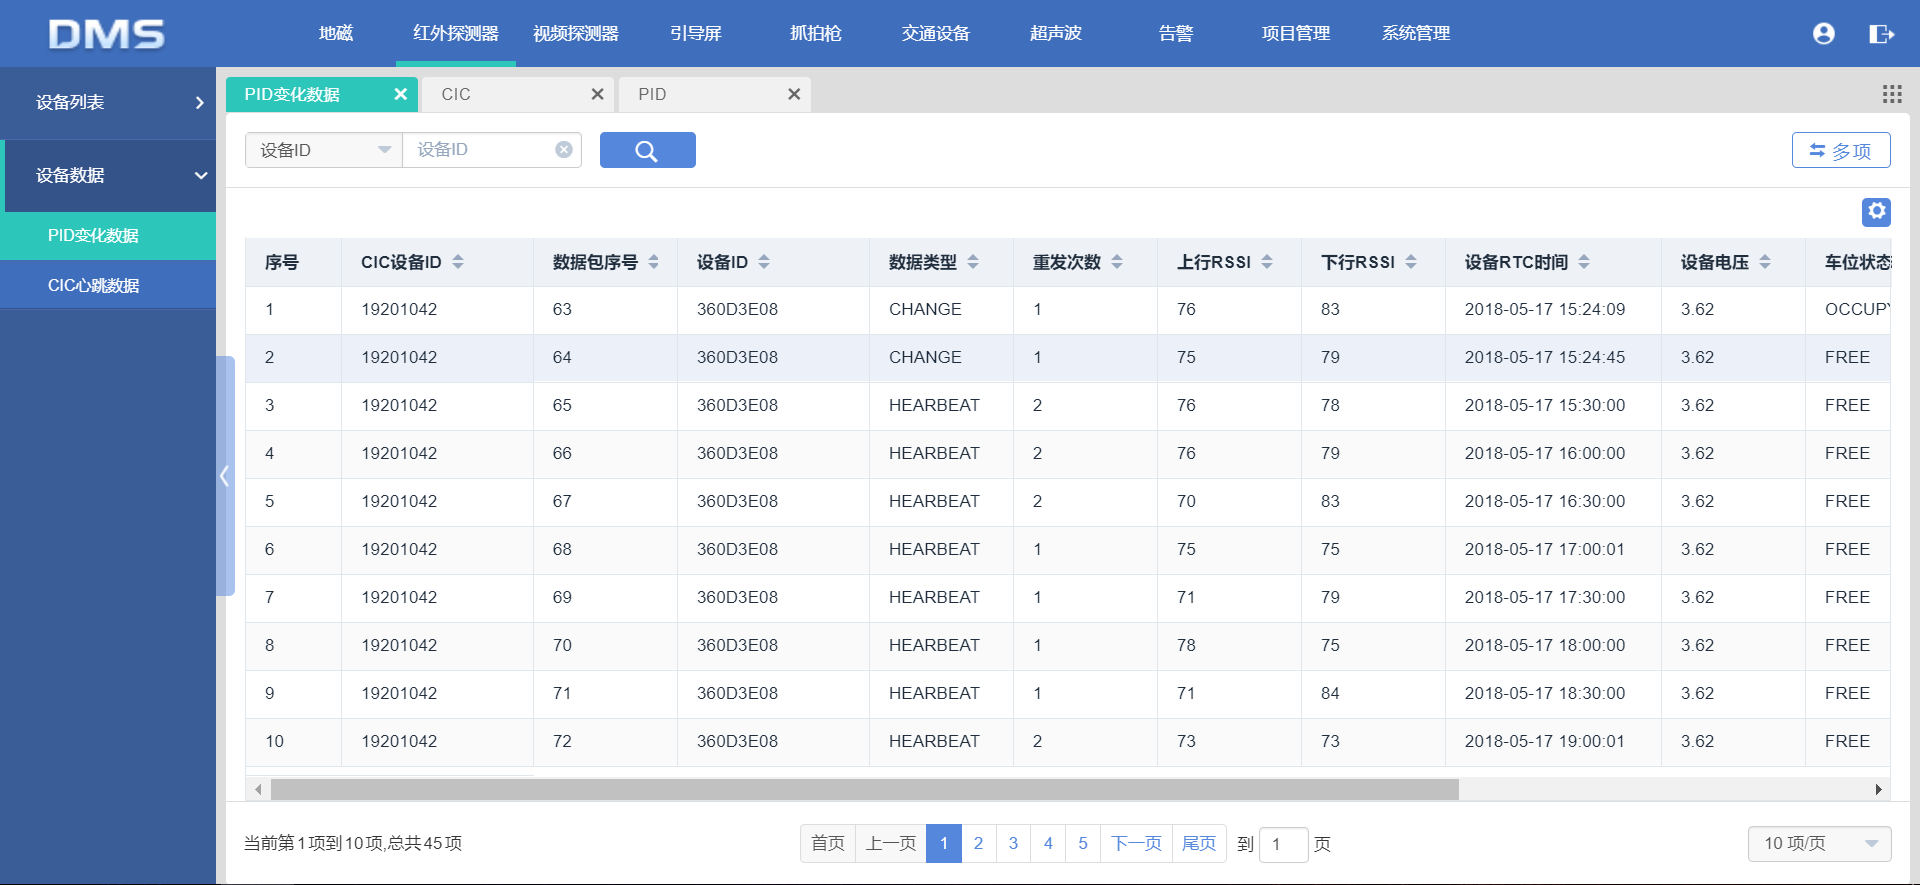 DMS 地磁 红外探测器 视频探测器 引导屏 抓拍枪 交通设备 超声波 告警 项目管理 系统管理
设备列表
设备数据
PID变化数据
CIC心跳数据
PID变化数据 CIC PID
设备ID 设备ID 多项
序号 CIC设备ID 数据包序号 设备ID 数据类型 重发次数 上行RSSI 下行RSSI 设备RTC时间 设备电压 车位状态
1 19201042 63 360D3E08 CHANGE 1 76 83 2018-05-17 15:24:09 3.62 OCCUPY
2 19201042 64 360D3E08 CHANGE 1 75 79 2018-05-17 15:24:45 3.62 FREE
3 19201042 65 360D3E08 HEARBEAT 2 76 78 2018-05-17 15:30:00 3.62 FREE
4 19201042 66 360D3E08 HEARBEAT 2 76 79 2018-05-17 16:00:00 3.62 FREE
5 19201042 67 360D3E08 HEARBEAT 2 70 83 2018-05-17 16:30:00 3.62 FREE
6 19201042 68 360D3E08 HEARBEAT 1 75 75 2018-05-17 17:00:01 3.62 FREE
7 19201042 69 360D3E08 HEARBEAT 1 71 79 2018-05-17 17:30:00 3.62 FREE
8 19201042 70 360D3E08 HEARBEAT 1 78 75 2018-05-17 18:00:00 3.62 FREE
9 19201042 71 360D3E08 HEARBEAT 1 71 84 2018-05-17 18:30:00 3.62 FREE
10 19201042 72 360D3E08 HEARBEAT 2 73 73 2018-05-17 19:00:01 3.62 FREE
当前第1项到10项,总共45项 首页 上一页 1 2 3 4 5 下一页 尾页 到 1 页 10 项/页